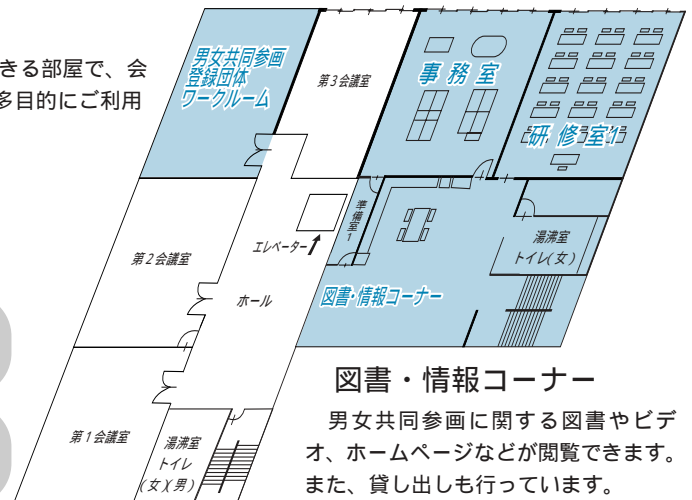 きる部屋で、会
多目的にご利用
男女共同参画
登録団体
ワークルーム
第3会議室
事務室
研修室1
準備室1
湯沸室
トイレ(女)
エレベーター
第2会議室
ホール
図書・情報コーナー
第1会議室
湯沸室
トイレ
(女)(男)
図書・情報コーナー
男女共同参画に関する図書やビデ
オ、ホームページなどが閲覧できます。
また、貸し出しも行っています。